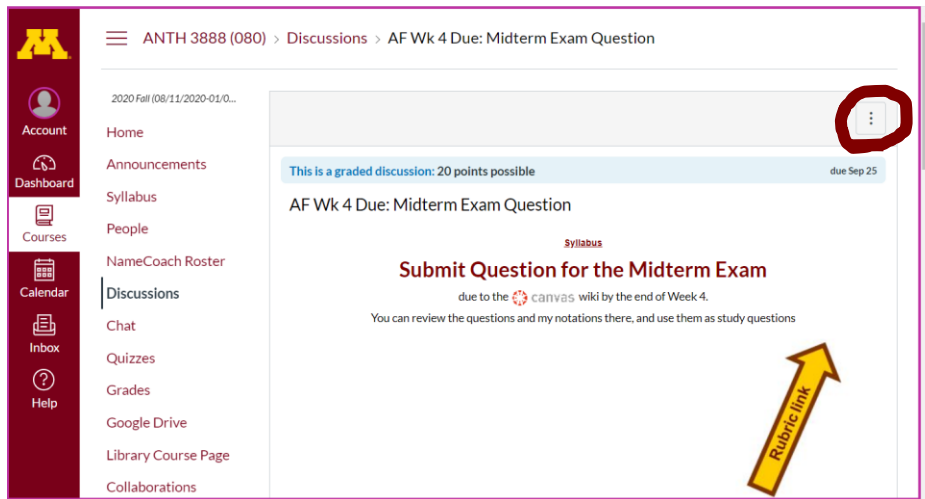 ANTH 3888 (080) > Discussions > AF Wk 4 Due: Midterm Exam Question
Account
Dashboard
Courses
Calendar
Inbox
Help
2020 Fall (08/11/2020-01/0...
Home
Announcements
Syllabus
People
NameCoach Roster
Discussions
Chat
Quizzes
Grades
Google Drive
Library Course Page
Collaborations
This is a graded discussion: 20 points possible
due Sep 25
AF Wk 4 Due: Midterm Exam Question
Syllabus
Submit Question for the Midterm Exam
due to the canvas wiki by the end of Week 4.
You can review the questions and my notations there, and use them as study questions
Rubric link